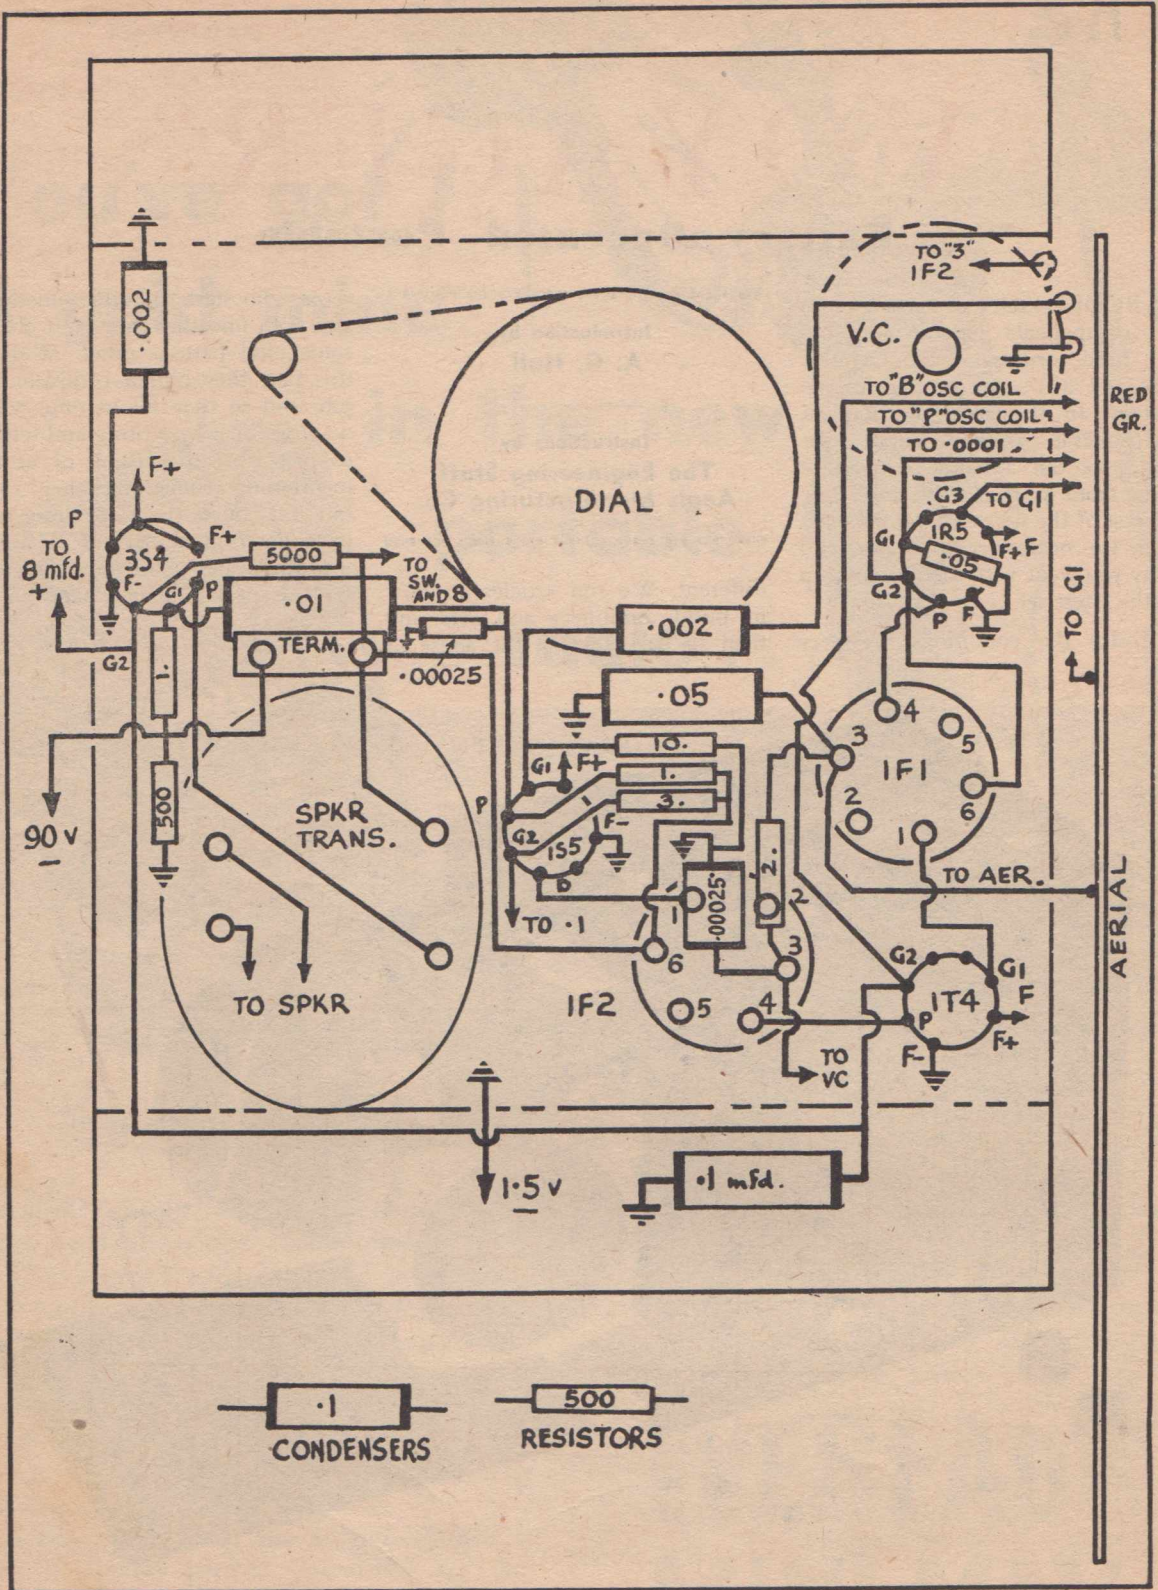 TO "3"
IF2
V.C.
TO "B" OSC COIL
TO "P" OSC COIL
TO .0001
RED
GR.
G3
TO G1
1R5
G1
.05
F+
F
G2
P
F
TO G1
.002
F+
P
TO
8 mfd.
+
3S4
F+
F-
G1
P
G2
5000
TO
SW.
AND 8
.01
TERM.
.00025
1.
500
90 V
-
DIAL
.002
.05
10.
1.
3.
G1
F+
P
G2
1S5
F-
D
TO .1
.00025
2.
1
2
3
4
5
6
IF2
TO
VC
1
2
3
4
5
6
IF1
TO AER.
AERIAL
G2
G1
1T4
F
P
F+
F-
SPKR
TRANS.
TO SPKR
1.5 V
-
.1 mfd.
.1
CONDENSERS
500
RESISTORS